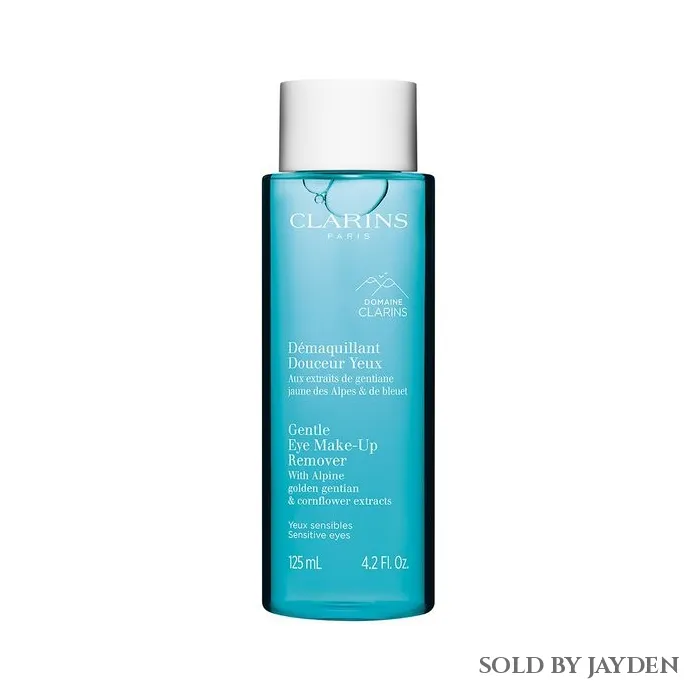 CLARINS
PARIS
DOMAINE
CLARINS
Démaquillant
Douceur Yeux
Aux extraits de gentiane
jaune des Alpes & de bleuet
Gentle
Eye Make-Up
Remover
With Alpine
golden gentian
& cornflower extracts
Yeux sensibles
Sensitive eyes
125 mL 4.2 Fl. Oz.
SOLD BY JAYDEN